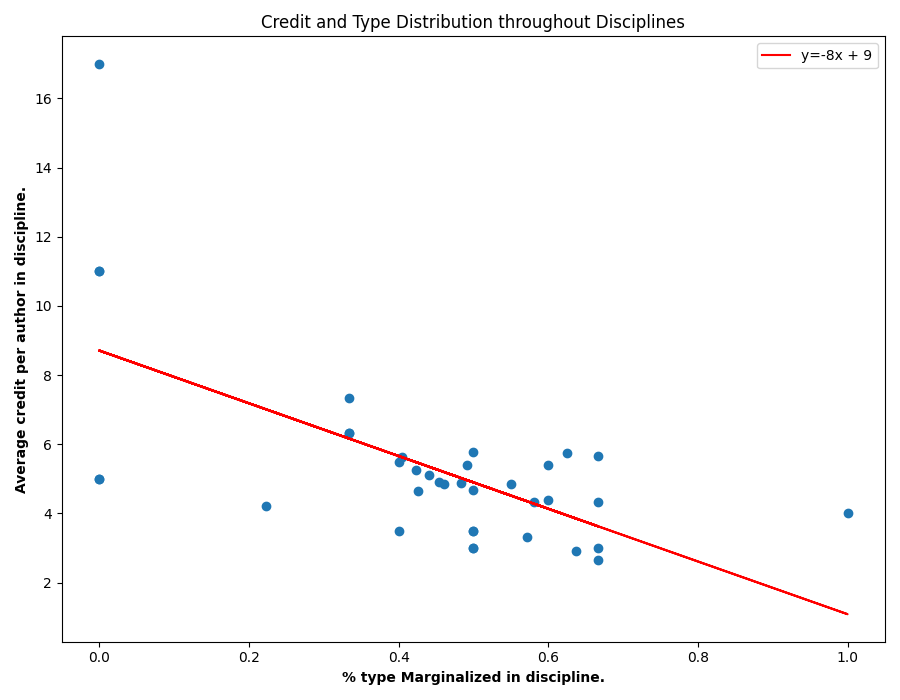 Credit and Type Distribution throughout Disciplines
y=-8x + 9
16
14
12
10
8
6
4
2
Average credit per author in discipline.
0.0 0.2 0.4 0.6 0.8 1.0
% type Marginalized in discipline.